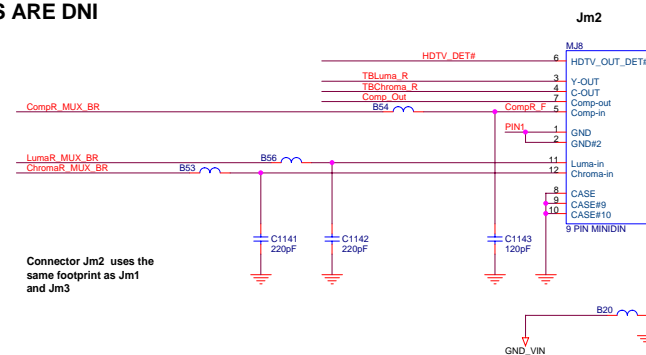 S ARE DNI
Jm2
MJ8
HDTV_DET#
6
HDTV_OUT_DET#
TBLuma_R
3
Y-OUT
TBChroma_R
4
C-OUT
Comp_Out
7
Comp-out
CompR_MUX_BR
B54
CompR_F
5
Comp-in
PIN1
1
GND
2
GND#2
LumaR_MUX_BR
B56
11
Luma-in
ChromaR_MUX_BR
B53
12
Chroma-in
8
CASE
9
CASE#9
10
CASE#10
9 PIN MINIDIN
C1141
220pF
C1142
220pF
C1143
120pF
Connector Jm2 uses the
same footprint as Jm1
and Jm3
B20
GND_VIN